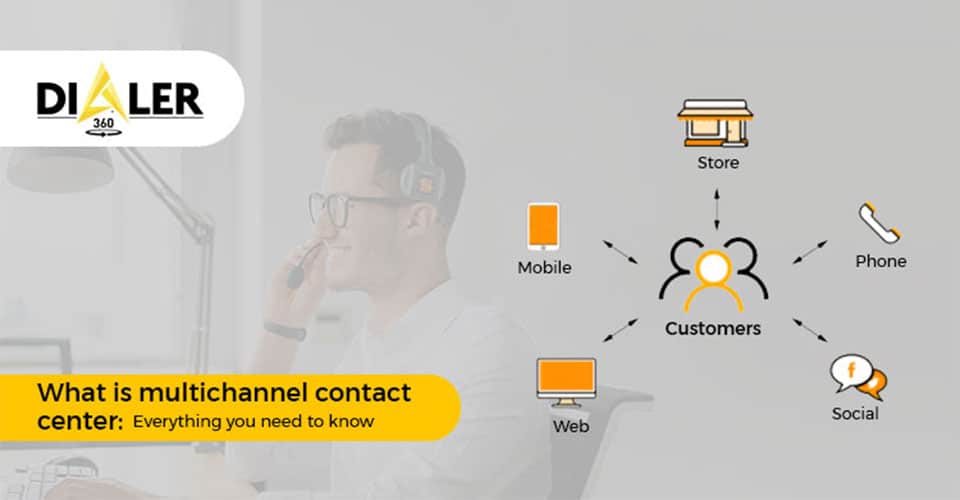 DIALER
360
Store
Mobile
Phone
Customers
What is multichannel contact
center: Everything you need to know
Web
Social